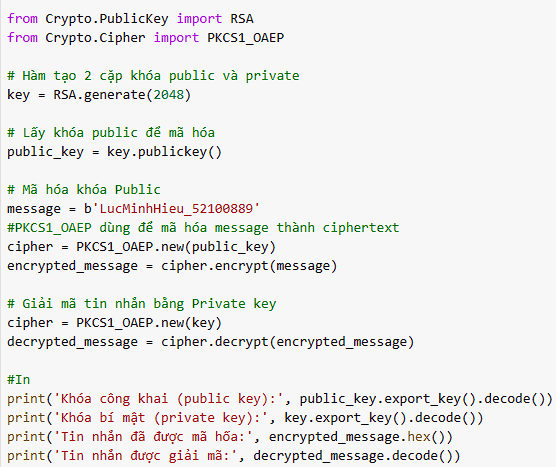 from Crypto.PublicKey import RSA
from Crypto.Cipher import PKCS1_OAEP
# Hàm tạo 2 cặp khóa public và private
key = RSA.generate(2048)
# Lấy khóa public để mã hóa
public_key = key.publickey()
# Mã hóa khóa Public
message = b'LucMinhHieu_52100889'
#PKCS1_OAEP dùng để mã hóa message thành ciphertext
cipher = PKCS1_OAEP.new(public_key)
encrypted_message = cipher.encrypt(message)
# Giải mã tin nhắn bằng Private key
cipher = PKCS1_OAEP.new(key)
decrypted_message = cipher.decrypt(encrypted_message)
#In
print('Khóa công khai (public key):', public_key.export_key().decode())
print('Khóa bí mật (private key):', key.export_key().decode())
print('Tin nhắn đã được mã hóa:', encrypted_message.hex())
print('Tin nhắn được giải mã:', decrypted_message.decode())